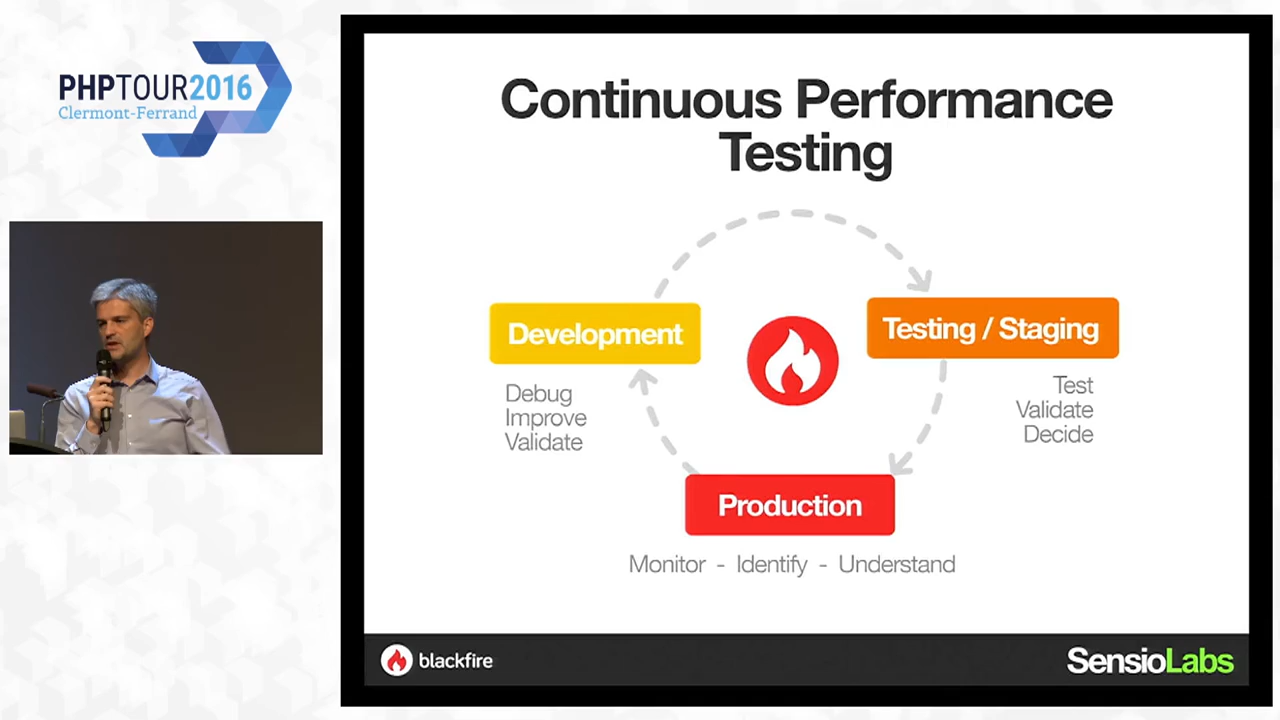 PHPTOUR2016
Clermont-Ferrand
Continuous Performance
Testing
Development
Debug
Improve
Validate
Testing / Staging
Test
Validate
Decide
Production
Monitor - Identify - Understand
blackfire
SensioLabs